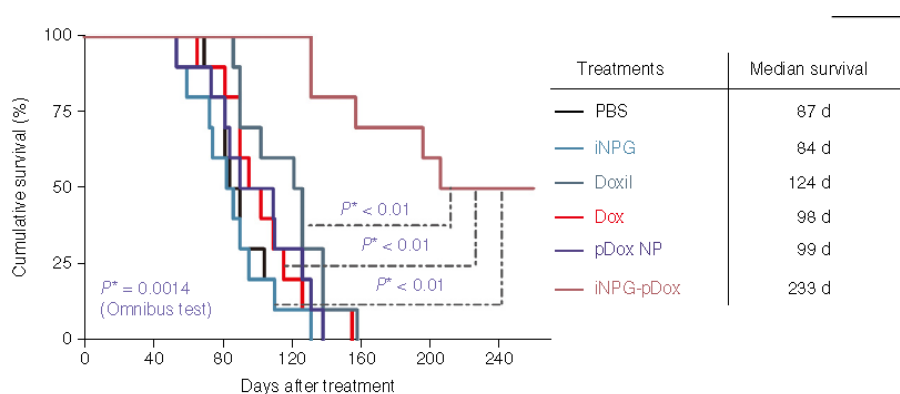 100
75
50
25
0
Cumulative survival (%)
0 40 80 120 160 200 240
Days after treatment
P* < 0.01
P* < 0.01
P* < 0.01
P* = 0.0014
(Omnibus test)
Treatments Median survival
PBS 87 d
iNPG 84 d
Doxil 124 d
Dox 98 d
pDox NP 99 d
iNPG-pDox 233 d